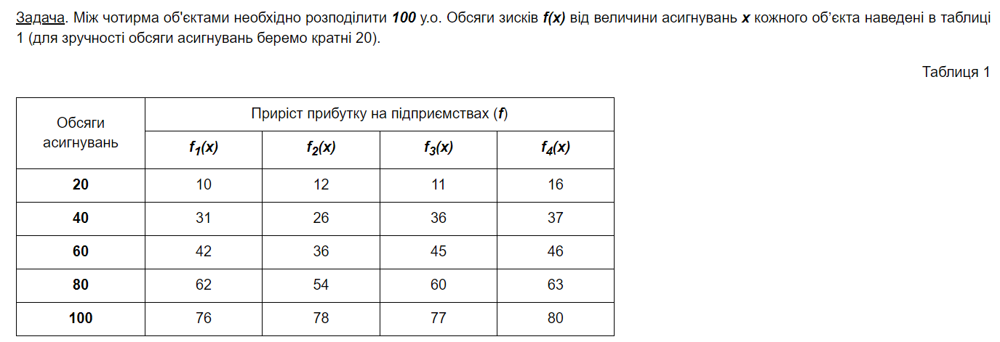 Задача. Між чотирма об'єктами необхідно розподілити 100 у.о. Обсяги зисків f(x) від величини асигнувань x кожного об’єкта наведені в таблиці
1 (для зручності обсяги асигнувань беремо кратні 20).
Таблиця 1
Обсяги
асигнувань
Приріст прибутку на підприємствах (f)
f1(x) f2(x) f3(x) f4(x)
20 10 12 11 16
40 31 26 36 37
60 42 36 45 46
80 62 54 60 63
100 76 78 77 80